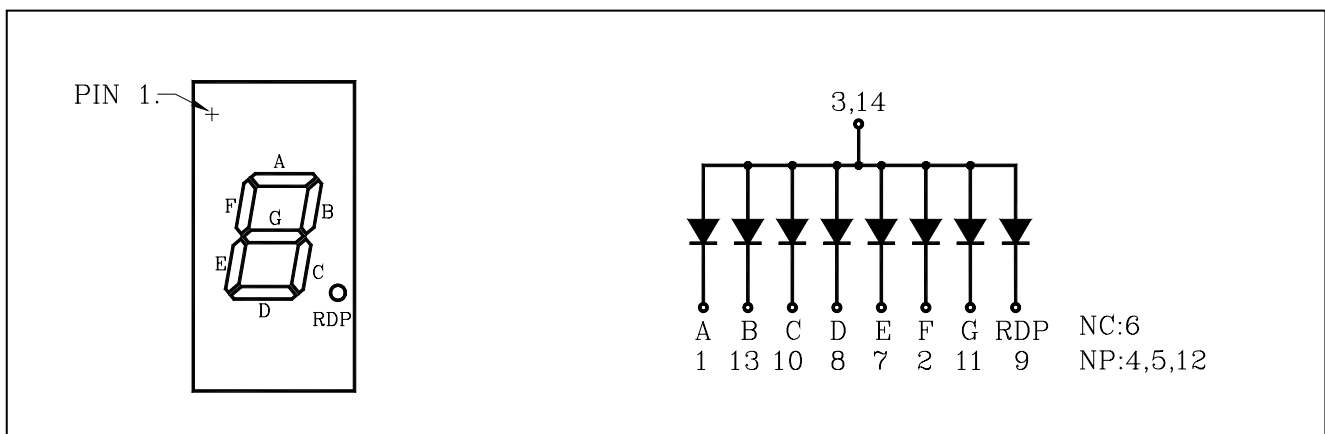 PIN 1.
A
F
B
G
E
C
D
RDP
3,14
A B C D E F G RDP NC:6
1 13 10 8 7 2 11 9 NP:4,5,12